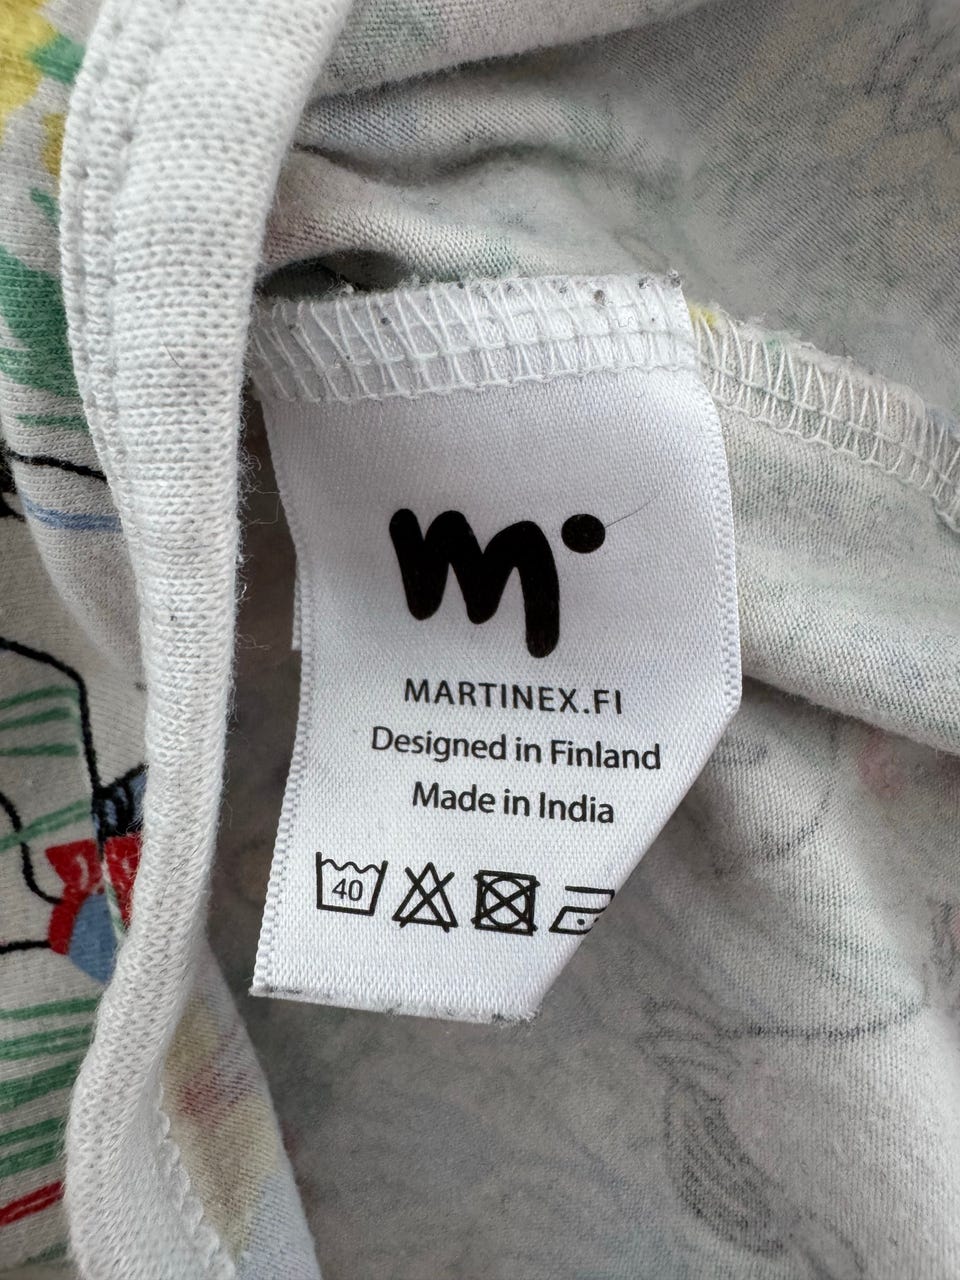 m
MARTINEX.FI
Designed in Finland
Made in India
40